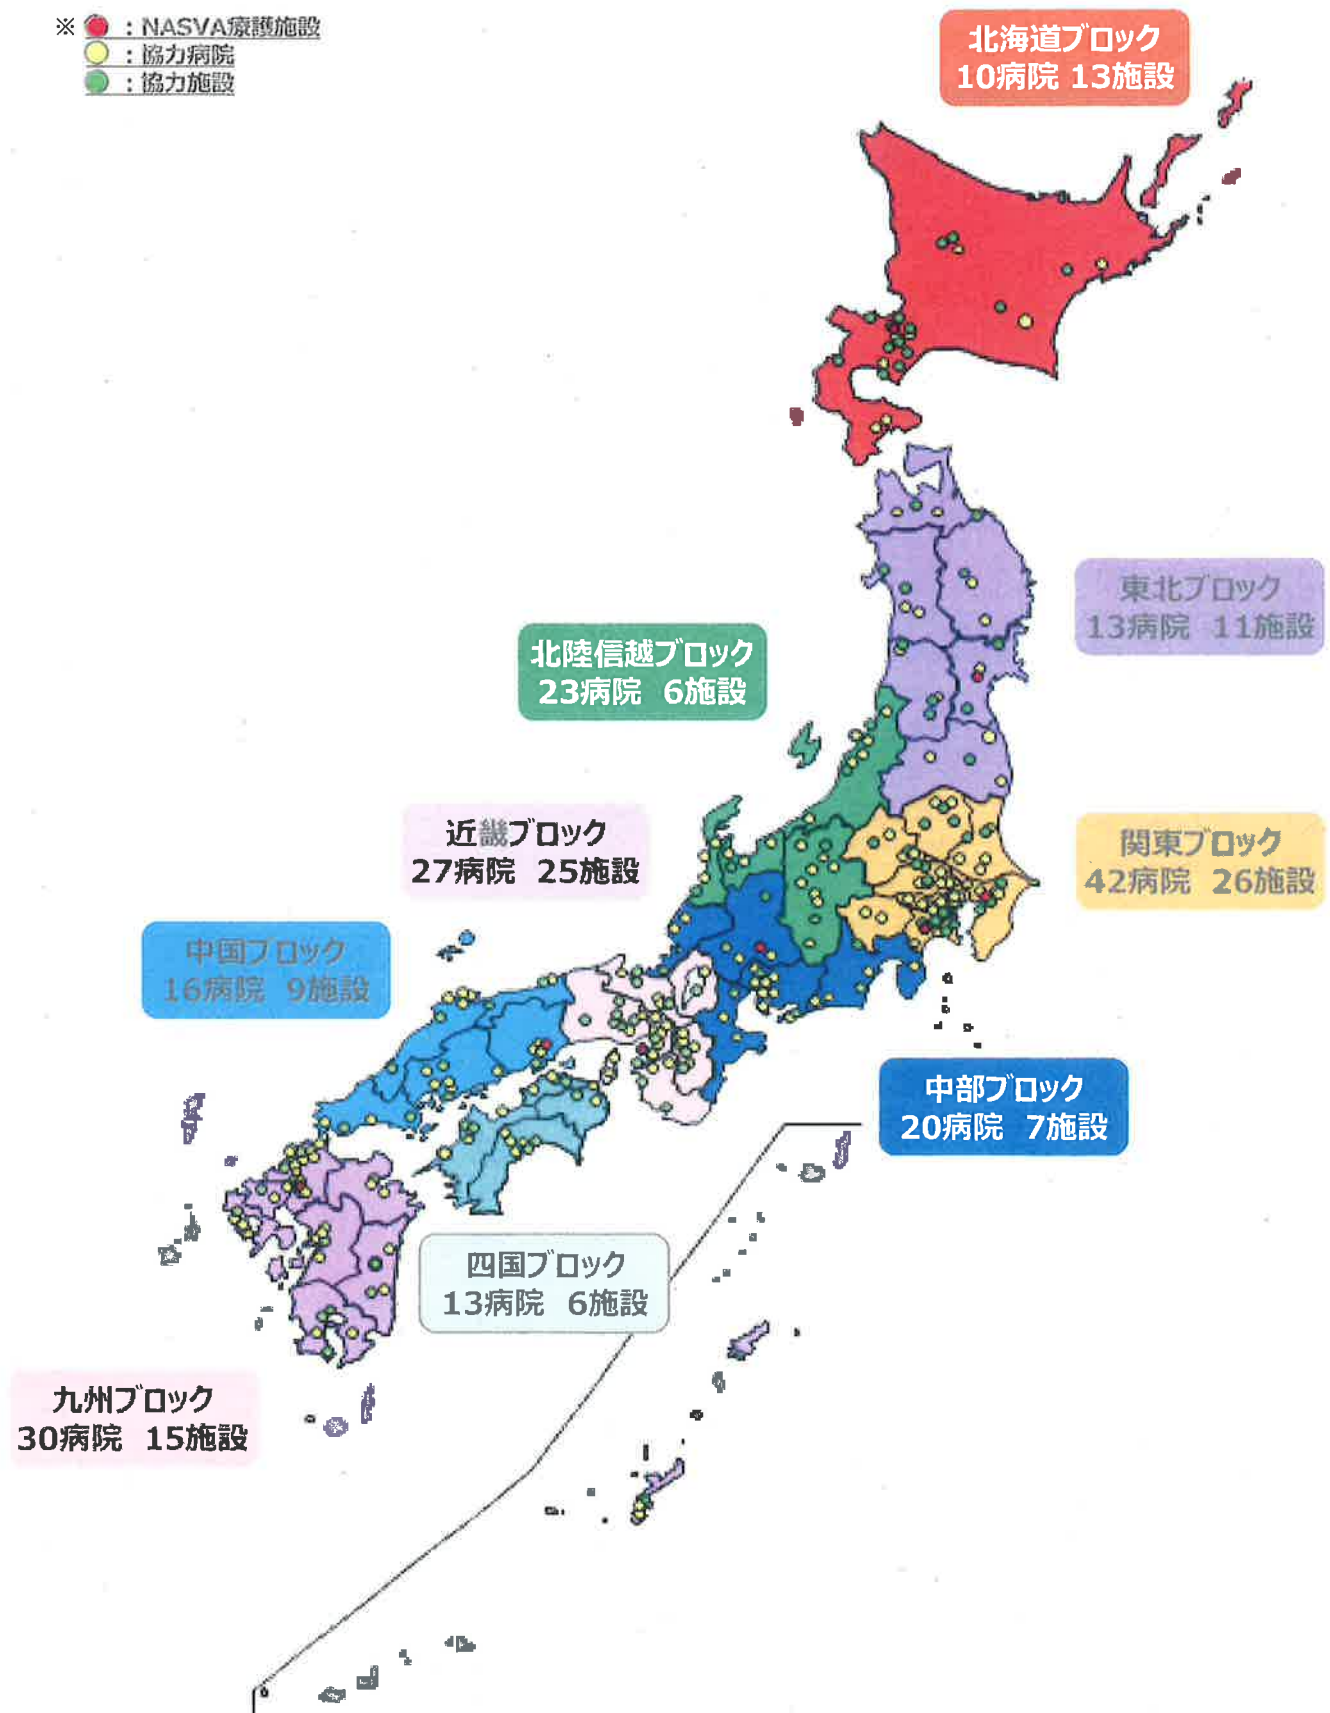 ※ ● : NASVA療護施設
● : 協力病院
● : 協力施設
北海道ブロック
10病院 13施設
東北ブロック
13病院 11施設
北陸信越ブロック
23病院 6施設
近畿ブロック
27病院 25施設
関東ブロック
42病院 26施設
中国ブロック
16病院 9施設
中部ブロック
20病院 7施設
四国ブロック
13病院 6施設
九州ブロック
30病院 15施設